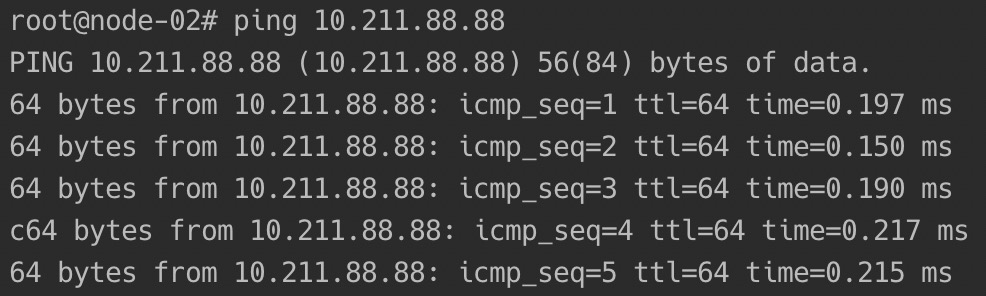 root@node-02# ping 10.211.88.88
PING 10.211.88.88 (10.211.88.88) 56(84) bytes of data.
64 bytes from 10.211.88.88: icmp_seq=1 ttl=64 time=0.197 ms
64 bytes from 10.211.88.88: icmp_seq=2 ttl=64 time=0.150 ms
64 bytes from 10.211.88.88: icmp_seq=3 ttl=64 time=0.190 ms
c64 bytes from 10.211.88.88: icmp_seq=4 ttl=64 time=0.217 ms
64 bytes from 10.211.88.88: icmp_seq=5 ttl=64 time=0.215 ms